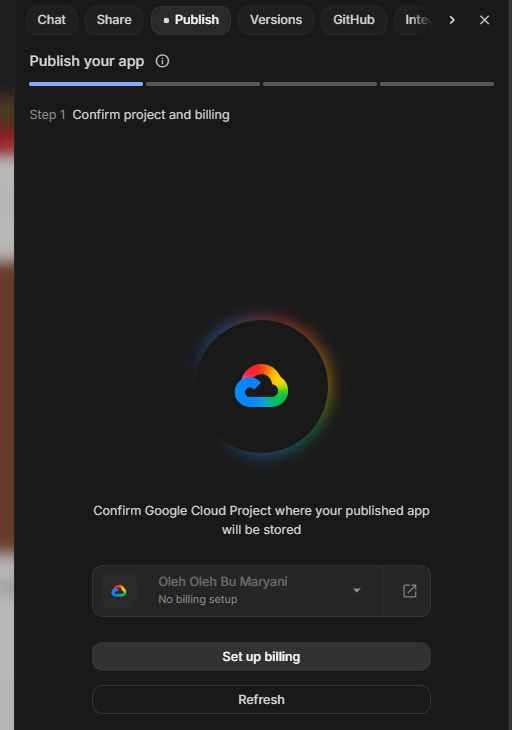 Chat Share Publish Versions GitHub
Publish your app
Step 1 Confirm project and billing
Confirm Google Cloud Project where your published app
will be stored
Oleh Oleh Bu Maryani
No billing setup
Set up billing
Refresh